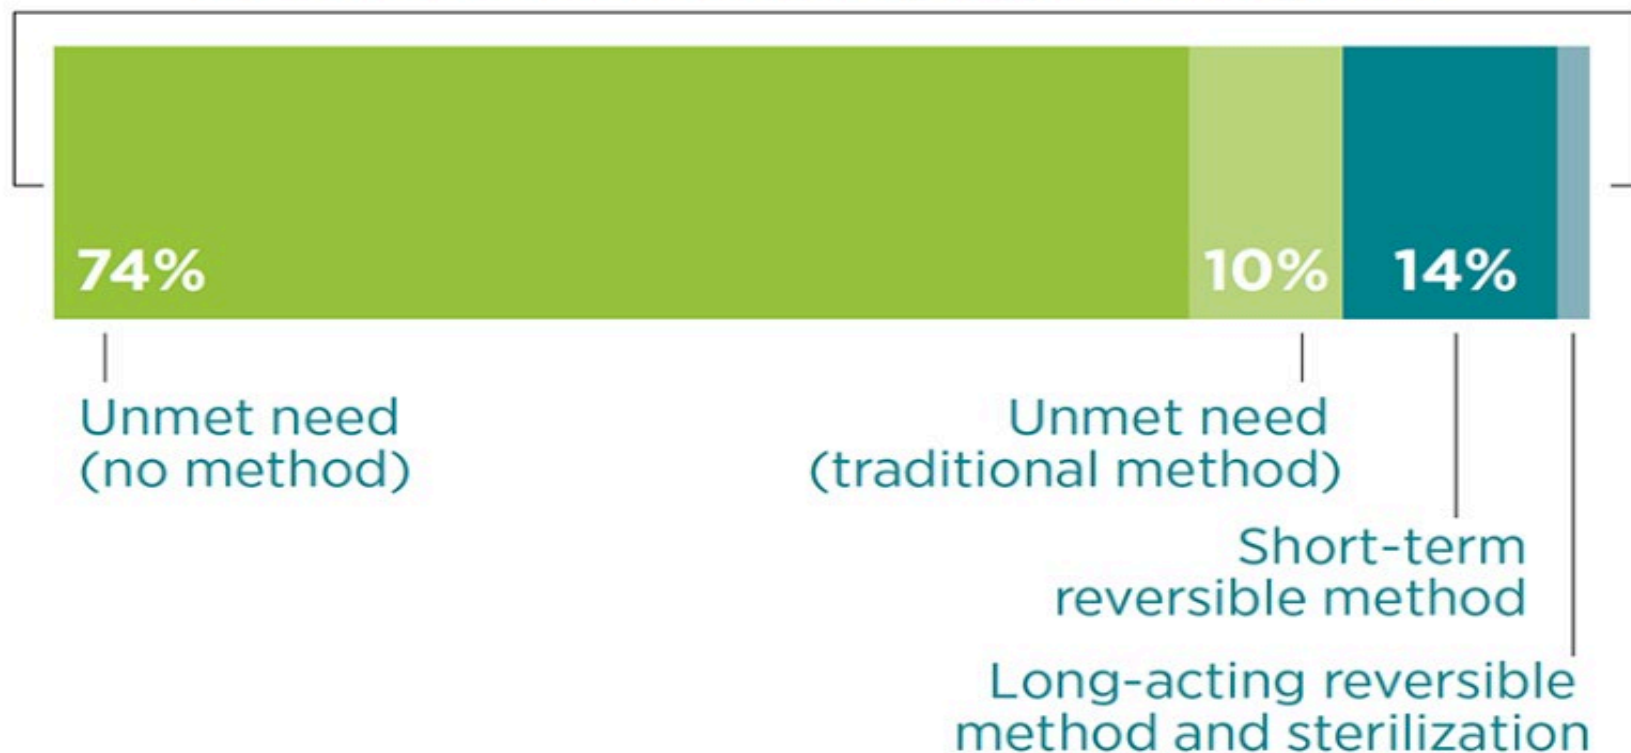 74%
10%
14%
Unmet need
(no method)
Unmet need
(traditional method)
Short-term
reversible method
Long-acting reversible
method and sterilization